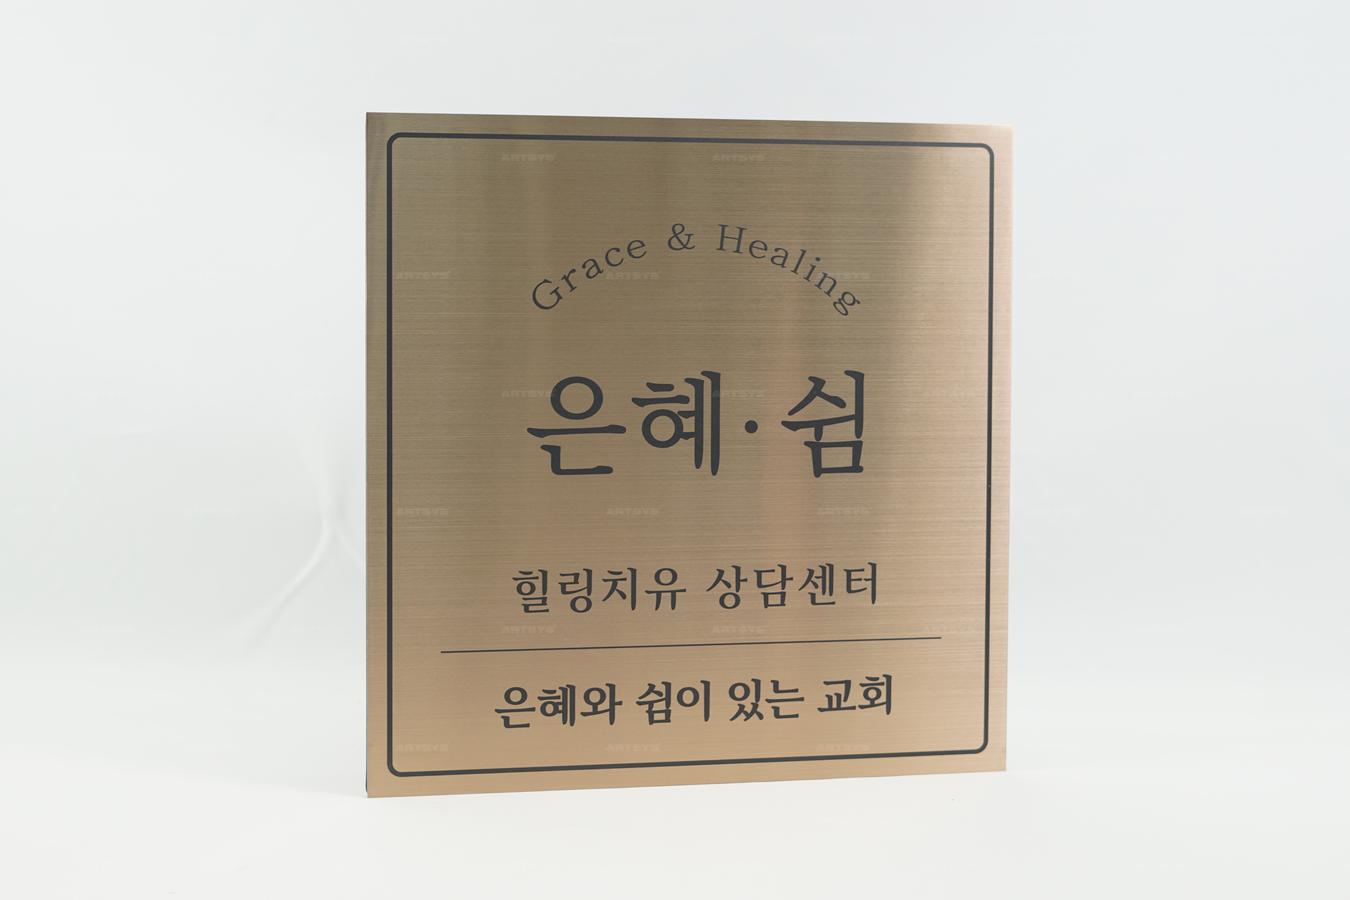 Grace & Healing
은혜·쉼
힐링치유 상담센터
은혜와 쉼이 있는 교회
ARTSYS